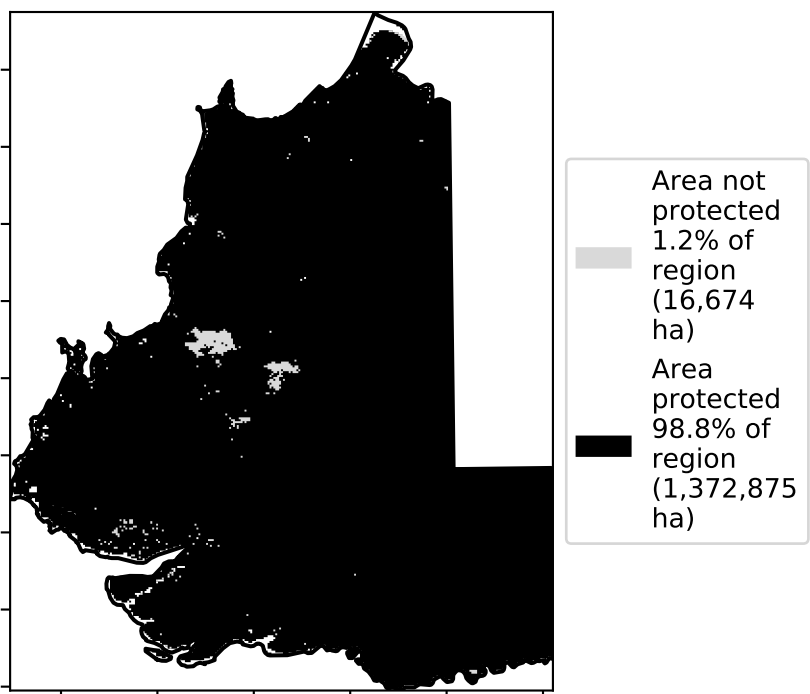 Area not
protected
1.2% of
region
(16,674
ha)
Area
protected
98.8% of
region
(1,372,875
ha)